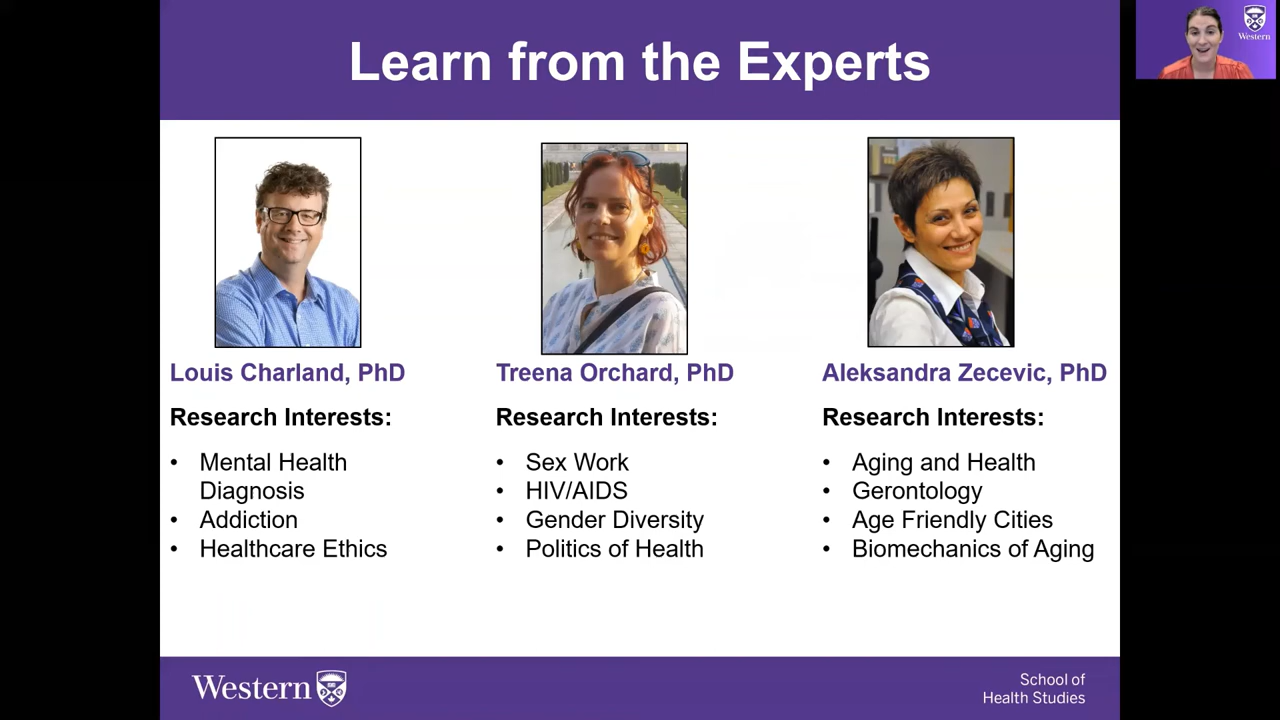 Learn from the Experts
Western
Louis Charland, PhD
Research Interests:
• Mental Health
Diagnosis
• Addiction
• Healthcare Ethics
Treena Orchard, PhD
Research Interests:
• Sex Work
• HIV/AIDS
• Gender Diversity
• Politics of Health
Aleksandra Zecevic, PhD
Research Interests:
• Aging and Health
• Gerontology
• Age Friendly Cities
• Biomechanics of Aging
Western
School of
Health Studies